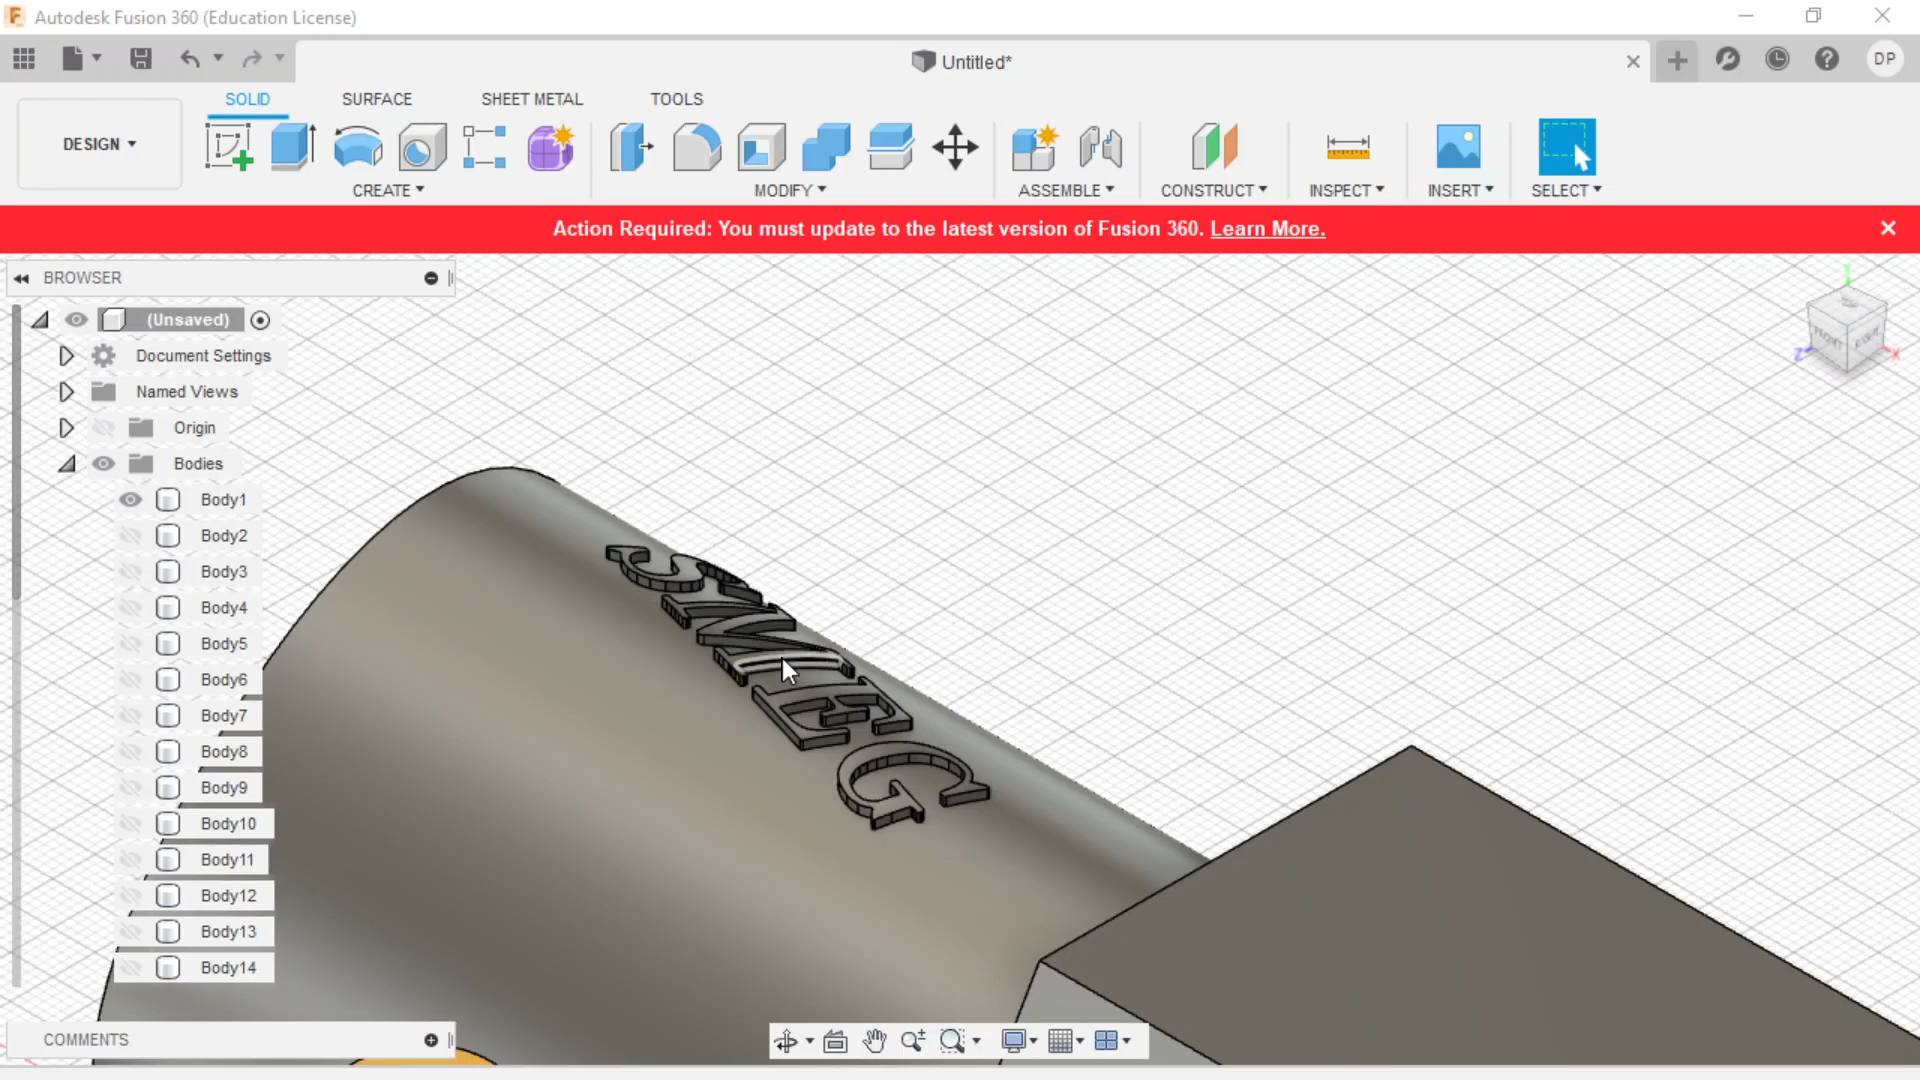 Autodesk Fusion 360 (Education License)
Untitled*
DP
SOLID SURFACE SHEET METAL TOOLS
DESIGN
CREATE MODIFY ASSEMBLE CONSTRUCT INSPECT INSERT SELECT
Action Required: You must update to the latest version of Fusion 360. Learn More.
BROWSER
(Unsaved)
Document Settings
Named Views
Origin
Bodies
Body1
Body2
Body3
Body4
Body5
Body6
Body7
Body8
Body9
Body10
Body11
Body12
Body13
Body14
FRONT
RIGHT
Z
X
COMMENTS